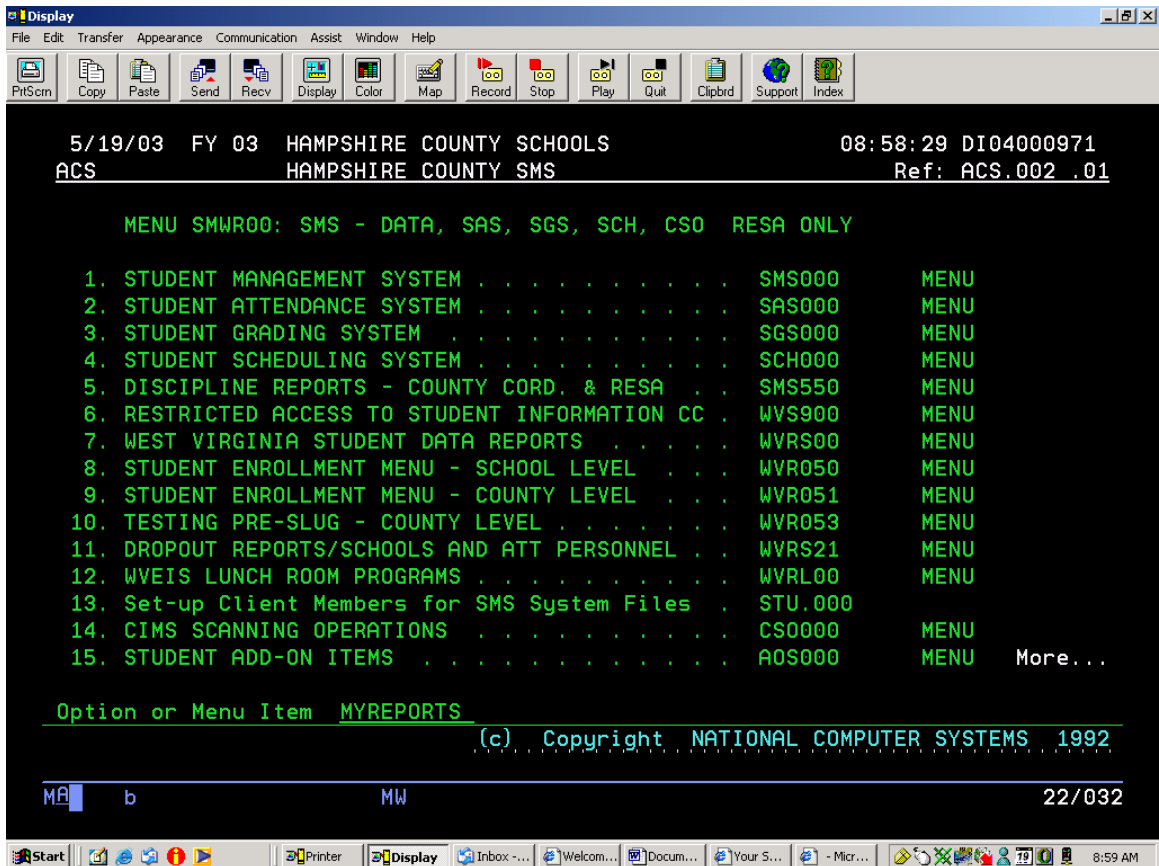 Display
File Edit Transfer Appearance Communication Assist Window Help
PrtScrn Copy Paste Send Recv Display Color Map Record Stop Play Quit Clipbrd Support Index
5/19/03 FY 03 HAMPSHIRE COUNTY SCHOOLS 08:58:29 DI04000971
ACS HAMPSHIRE COUNTY SMS Ref: ACS.002 .01
MENU SMWR00: SMS - DATA, SAS, SGS, SCH, CSO RESA ONLY
1. STUDENT MANAGEMENT SYSTEM . . . . . . . . . . SMS000 MENU
2. STUDENT ATTENDANCE SYSTEM . . . . . . . . . . SAS000 MENU
3. STUDENT GRADING SYSTEM . . . . . . . . . . . SGS000 MENU
4. STUDENT SCHEDULING SYSTEM . . . . . . . . . . SCH000 MENU
5. DISCIPLINE REPORTS - COUNTY CORD. & RESA . . SMS550 MENU
6. RESTRICTED ACCESS TO STUDENT INFORMATION CC . WVS900 MENU
7. WEST VIRGINIA STUDENT DATA REPORTS . . . . . WVRS00 MENU
8. STUDENT ENROLLMENT MENU - SCHOOL LEVEL . . . WVR050 MENU
9. STUDENT ENROLLMENT MENU - COUNTY LEVEL . . . WVR051 MENU
10. TESTING PRE-SLUG - COUNTY LEVEL . . . . . . . WVR053 MENU
11. DROPOUT REPORTS/SCHOOLS AND ATT PERSONNEL . . WVRS21 MENU
12. WVEIS LUNCH ROOM PROGRAMS . . . . . . . . . . WVRL00 MENU
13. Set-up Client Members for SMS System Files . STU.000
14. CIMS SCANNING OPERATIONS . . . . . . . . . . CSO000 MENU
15. STUDENT ADD-ON ITEMS . . . . . . . . . . . . AOS000 MENU More...
Option or Menu Item MYREPORTS
(c) Copyright NATIONAL COMPUTER SYSTEMS 1992
MA b MW 22/032
Start Printer Display Inbox -... Welcom... Docum... Your S... - Micr... 8:59 AM